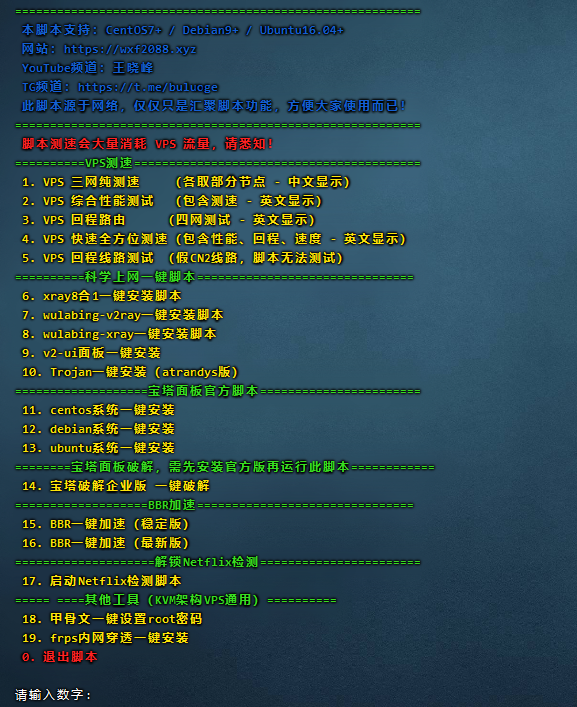 ==========================================================
本脚本支持：CentOS7+ / Debian9+ / Ubuntu16.04+
网站：https://wxf2088.xyz
YouTube频道：王晓峰
TG频道：https://t.me/buluoge
此脚本源于网络，仅仅只是汇聚脚本功能，方便大家使用而已！
==========================================================
脚本测速会大量消耗 VPS 流量，请悉知！
==========VPS测速=========================================
1. VPS 三网纯测速 （各取部分节点 - 中文显示）
2. VPS 综合性能测试 （包含测速 - 英文显示）
3. VPS 回程路由 （四网测试 - 英文显示）
4. VPS 快速全方位测速 （包含性能、回程、速度 - 英文显示）
5. VPS 回程线路测试 （假CN2线路，脚本无法测试）
==========科学上网一键脚本===============================
6. xray8合1一键安装脚本
7. wulabing-v2ray一键安装脚本
8. wulabing-xray一键安装脚本
9. v2-ui面板一键安装
10. Trojan一键安装（atrandys版）
===================宝塔面板官方脚本=======================
11. centos系统一键安装
12. debian系统一键安装
13. ubuntu系统一键安装
========宝塔面板破解，需先安装官方版再运行此脚本============
14. 宝塔破解企业版 一键破解
===================BBR加速===============================
15. BBR一键加速（稳定版）
16. BBR一键加速（最新版）
====================解锁Netflix检测=======================
17. 启动Netflix检测脚本
===== ====其他工具（KVM架构VPS通用） ==========
18. 甲骨文一键设置root密码
19. frps内网穿透一键安装
0. 退出脚本
请输入数字：